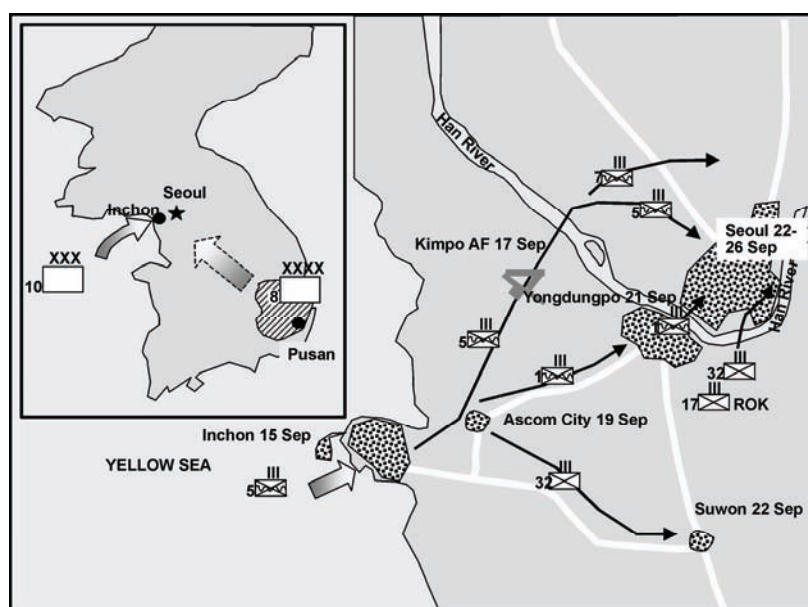 Seoul
Inchon
XXX
10
XXXX
8
Pusan
Han River
III
7
III
5
Seoul 22-
26 Sep
Kimpo AF 17 Sep
Yongdungpo 21 Sep
III
1
Han River
III
5
III
1
III
32
III
17 ROK
Inchon 15 Sep
Ascom City 19 Sep
YELLOW SEA
III
5
III
32
Suwon 22 Sep